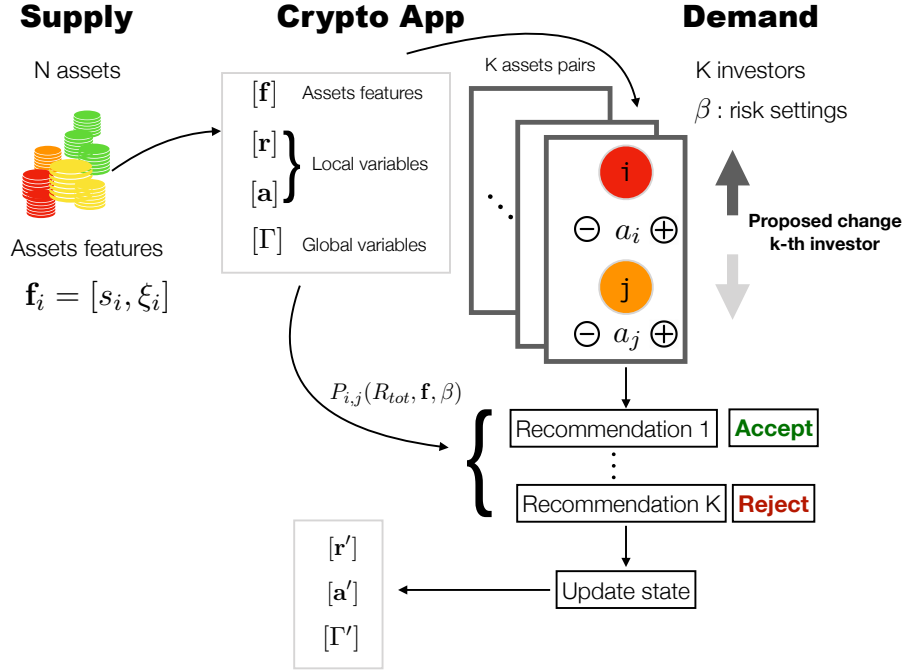 Supply
Crypto App
Demand
N assets
[f] Assets features
[r]
Local variables
[a]
[Γ] Global variables
Assets features
f_i = [s_i, ξ_i]
K assets pairs
i
⊖ a_i ⊕
j
⊖ a_j ⊕
K investors
β : risk settings
Proposed change
k-th investor
P_{i,j}(R_{tot}, f, β)
{
Recommendation 1 Accept
Recommendation K Reject
Update state
[r′]
[a′]
[Γ′]